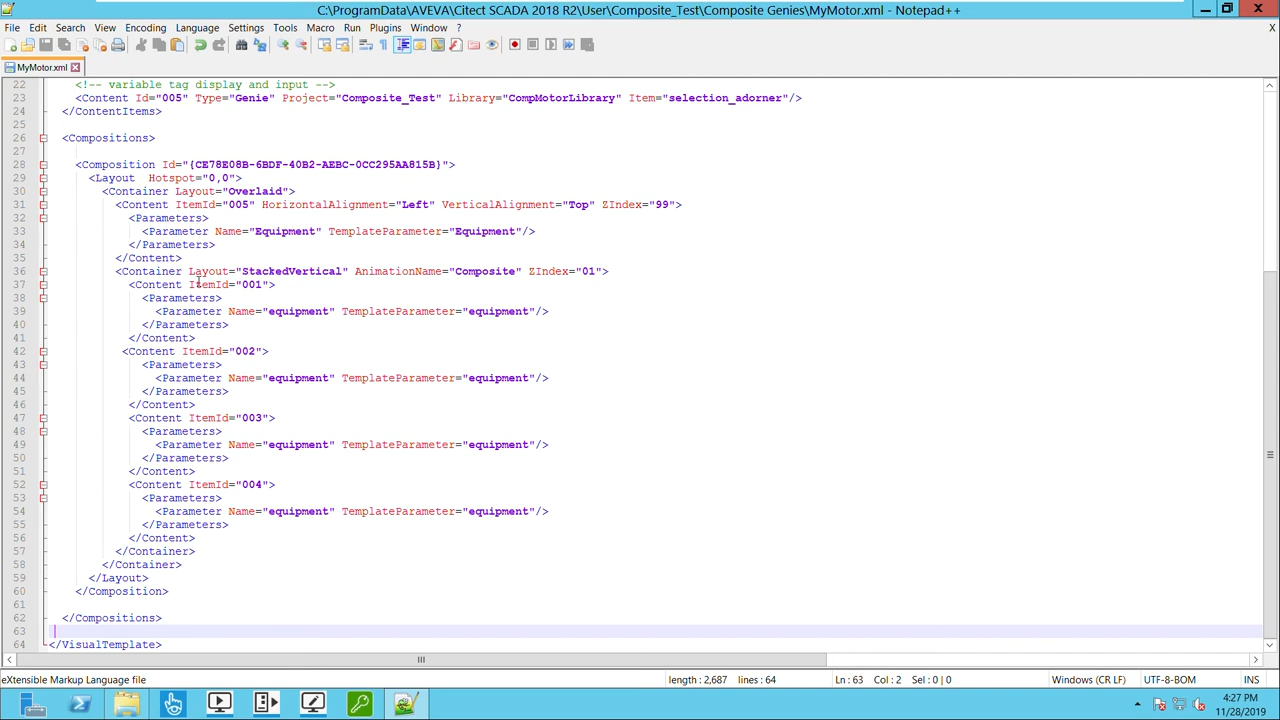 C:\ProgramData\AVEVA\Citect SCADA 2018 R2\User\Composite_Test\Composite Genies\MyMotor.xml - Notepad++
File Edit Search View Encoding Language Settings Tools Macro Run Plugins Window ? X
MyMotor.xml
22 <!-- variable tag display and input -->
23 <Content Id="005" Type="Genie" Project="Composite_Test" Library="CompMotorLibrary" Item="selection_adorner"/>
24 </ContentItems>
25
26 <Compositions>
27
28 <Composition Id="{CE78E08B-6BDF-40B2-AEBC-0CC295AA815B}">
29 <Layout Hotspot="0,0">
30 <Container Layout="Overlaid">
31 <Content ItemId="005" HorizontalAlignment="Left" VerticalAlignment="Top" ZIndex="99">
32 <Parameters>
33 <Parameter Name="Equipment" TemplateParameter="Equipment"/>
34 </Parameters>
35 </Content>
36 <Container Layout="StackedVertical" AnimationName="Composite" ZIndex="01">
37 <Content ItemId="001">
38 <Parameters>
39 <Parameter Name="equipment" TemplateParameter="equipment"/>
40 </Parameters>
41 </Content>
42 <Content ItemId="002">
43 <Parameters>
44 <Parameter Name="equipment" TemplateParameter="equipment"/>
45 </Parameters>
46 </Content>
47 <Content ItemId="003">
48 <Parameters>
49 <Parameter Name="equipment" TemplateParameter="equipment"/>
50 </Parameters>
51 </Content>
52 <Content ItemId="004">
53 <Parameters>
54 <Parameter Name="equipment" TemplateParameter="equipment"/>
55 </Parameters>
56 </Content>
57 </Container>
58 </Container>
59 </Layout>
60 </Composition>
61
62 </Compositions>
63
64 </VisualTemplate>
eXtensible Markup Language file length : 2,687 lines : 64 Ln : 63 Col : 2 Sel : 0 | 0 Windows (CR LF) UTF-8-BOM INS
4:27 PM
11/28/2019